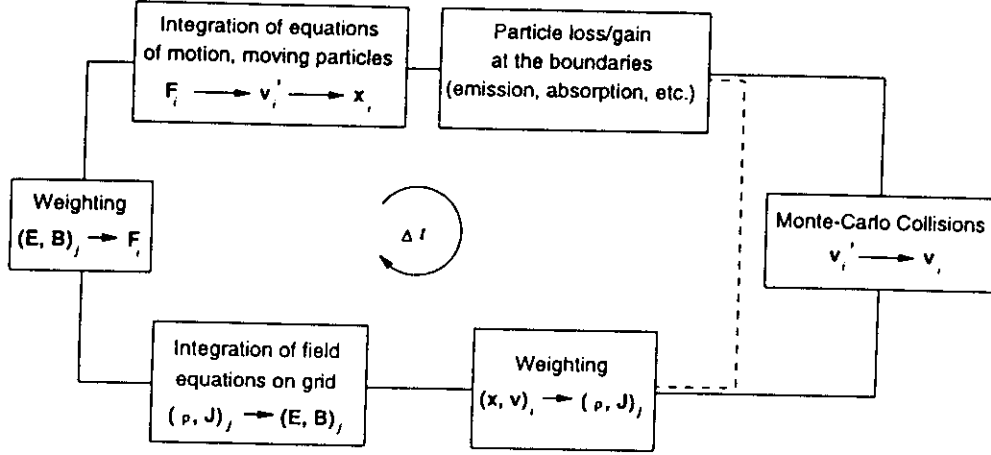 Integration of equations
of motion, moving particles
F_i → v_i' → x_i
Particle loss/gain
at the boundaries
(emission, absorption, etc.)
Monte-Carlo Collisions
v_i' → v_i
Weighting
(x, v)_i → (ρ, J)_j
Integration of field
equations on grid
(ρ, J)_j → (E, B)_j
Weighting
(E, B)_j → F_i
Δt